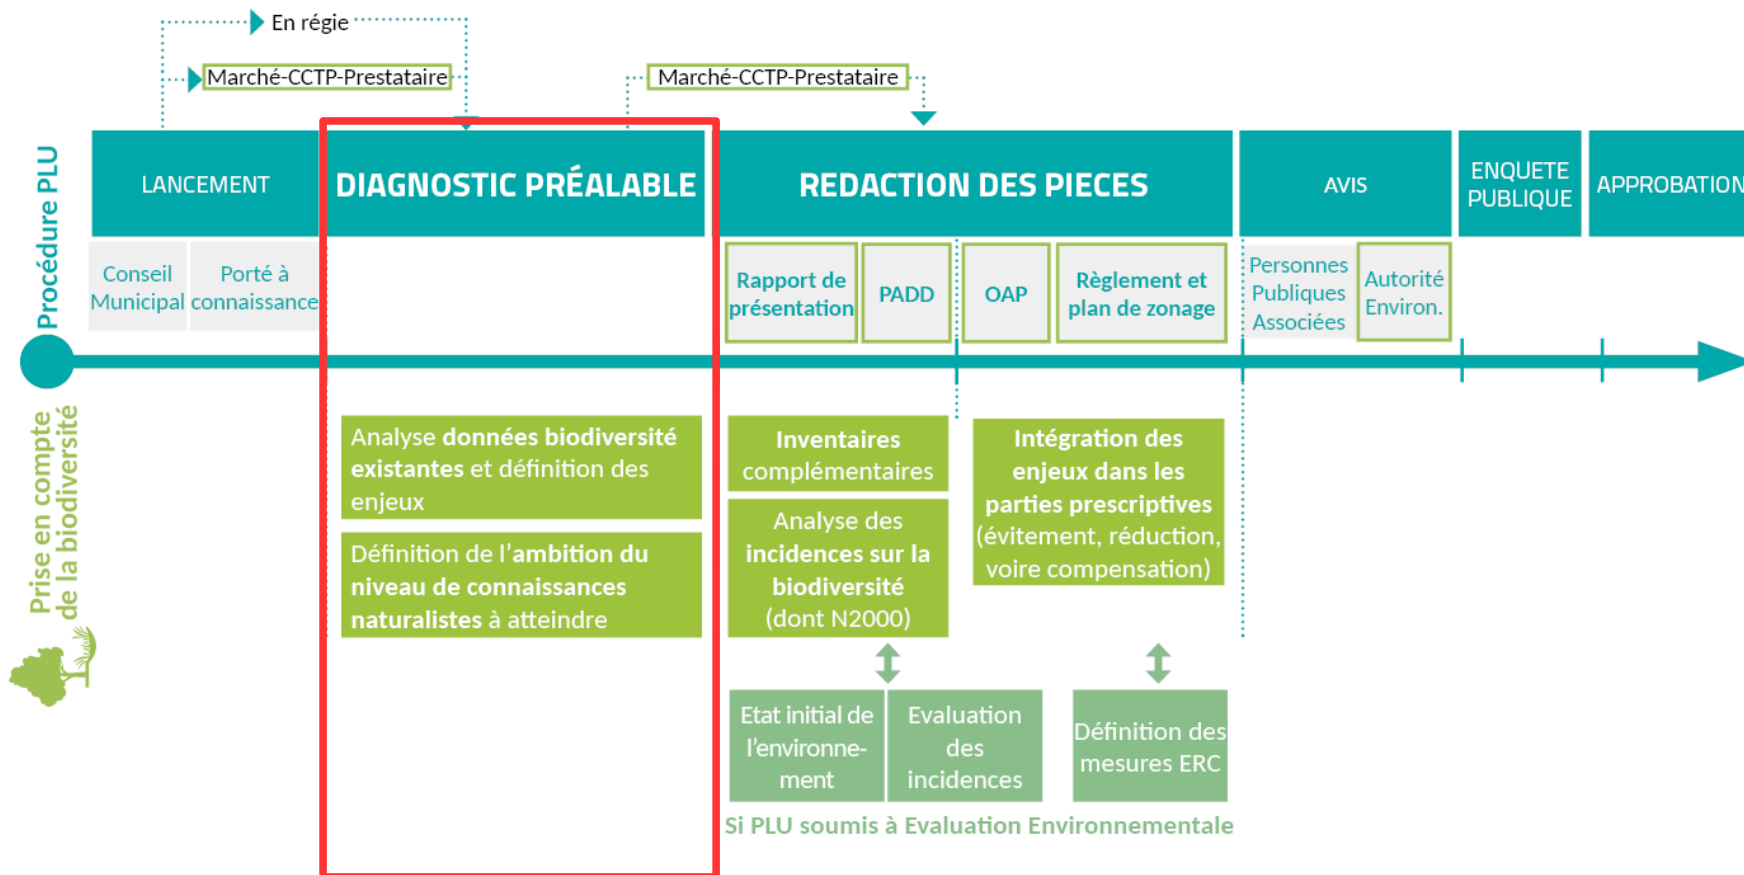 En régie
Marché-CCTP-Prestataire
Marché-CCTP-Prestataire
Procédure PLU
LANCEMENT
DIAGNOSTIC PRÉALABLE
REDACTION DES PIECES
AVIS
ENQUETE
PUBLIQUE
APPROBATION
Conseil
Municipal
Porté à
connaissance
Rapport de
présentation
PADD
OAP
Règlement et
plan de zonage
Personnes
Publiques
Associées
Autorité
Environ.
Prise en compte
de la biodiversité
Analyse données biodiversité
existantes et définition des
enjeux
Définition de l'ambition du
niveau de connaissances
naturalistes à atteindre
Inventaires
complémentaires
Analyse des
incidences sur la
biodiversité
(dont N2000)
Intégration des
enjeux dans les
parties prescriptives
(évitement, réduction,
voire compensation)
Etat initial de
l'environne-
ment
Evaluation
des
incidences
Définition des
mesures ERC
Si PLU soumis à Evaluation Environnementale